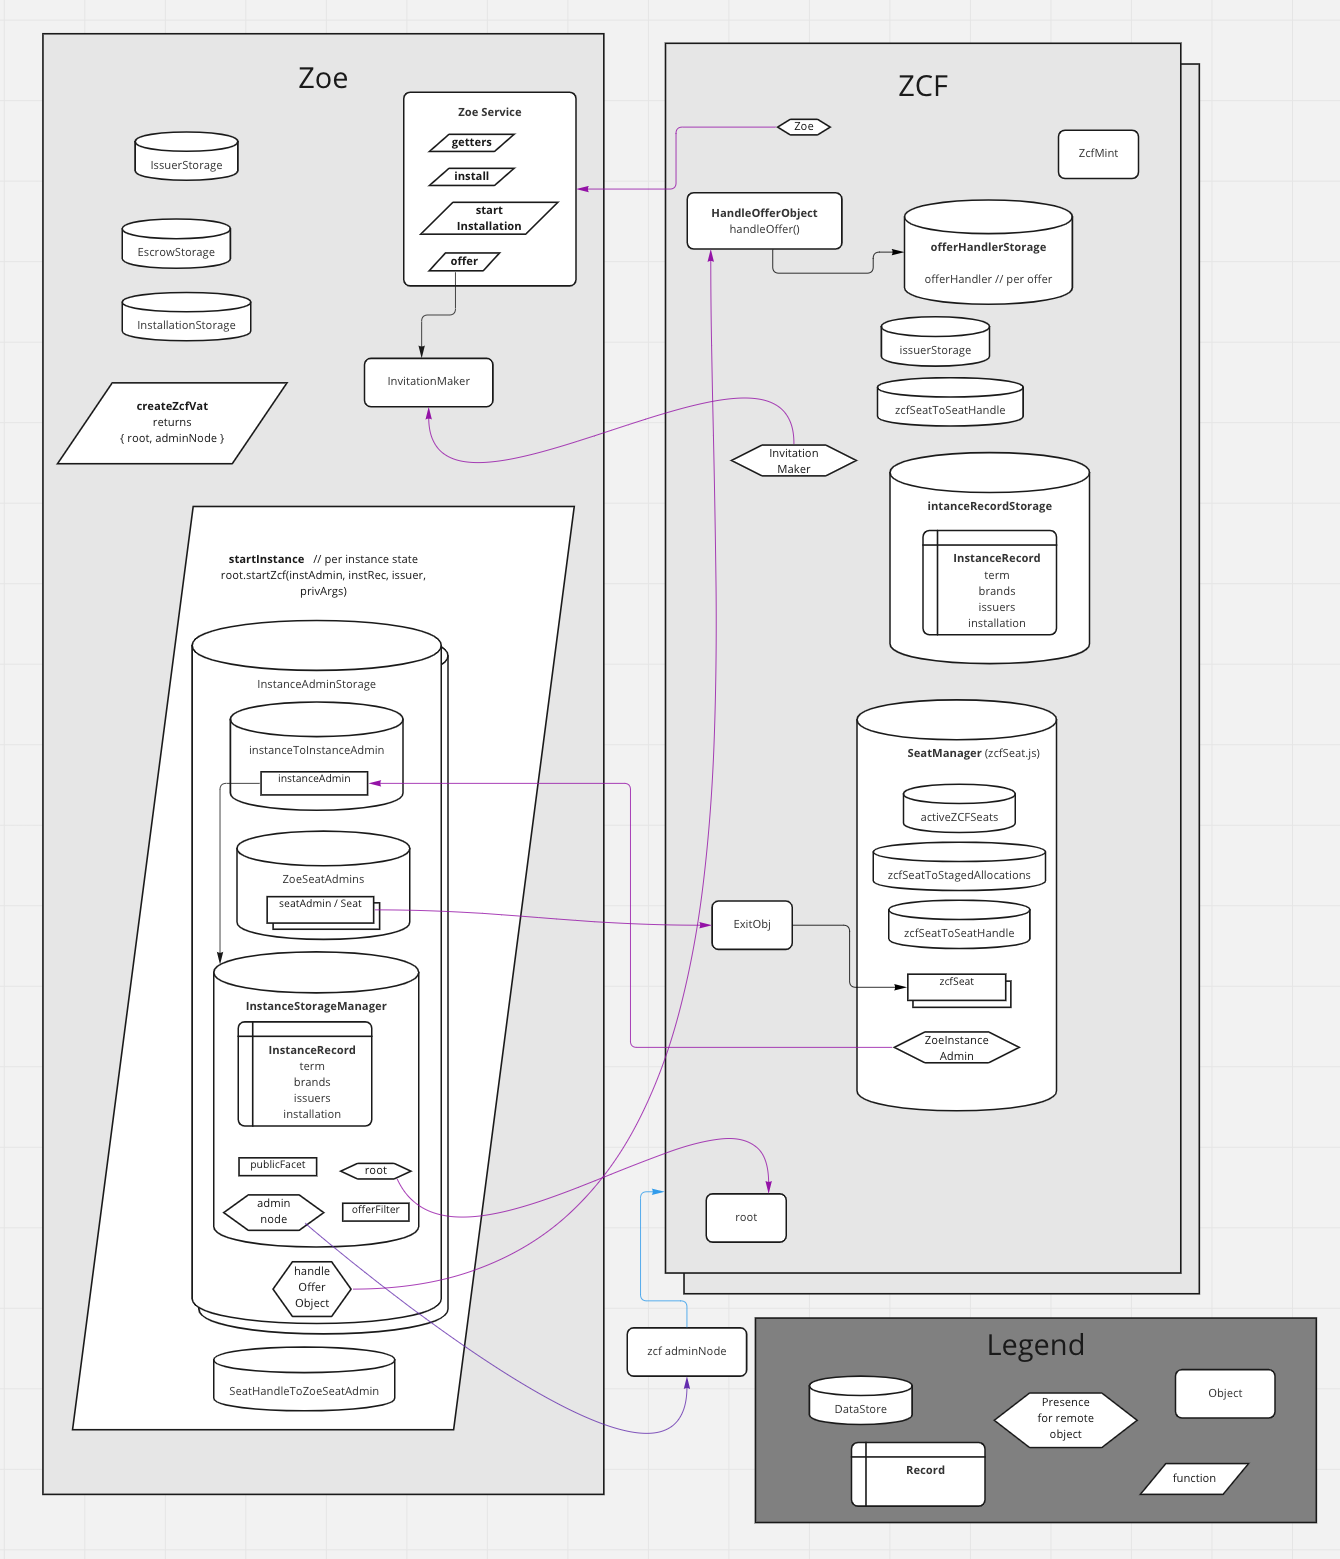 Zoe
Zoe Service
getters
install
start
Installation
offer
IssuerStorage
EscrowStorage
InstallationStorage
InvitationMaker
createZcfVat
returns
{ root, adminNode }
startInstance // per instance state
root.startZcf(instAdmin, instRec, issuer,
privArgs)
InstanceAdminStorage
instanceToInstanceAdmin
instanceAdmin
ZoeSeatAdmins
seatAdmin / Seat
InstanceStorageManager
InstanceRecord
term
brands
issuers
installation
publicFacet
root
admin
node
offerFilter
handle
Offer
Object
SeatHandleToZoeSeatAdmin
ZCF
Zoe
ZcfMint
HandleOfferObject
handleOffer()
offerHandlerStorage
offerHandler // per offer
issuerStorage
zcfSeatToSeatHandle
Invitation
Maker
intanceRecordStorage
InstanceRecord
term
brands
issuers
installation
SeatManager (zcfSeat.js)
activeZCFSeats
zcfSeatToStagedAllocations
zcfSeatToSeatHandle
ExitObj
zcfSeat
ZoeInstance
Admin
root
zcf adminNode
Legend
DataStore
Presence
for remote
object
Object
Record
function